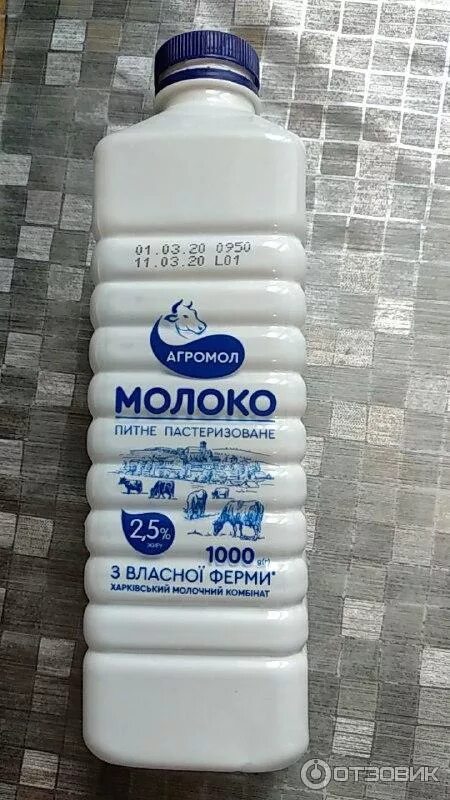 01.03.20 0950
11.03.20 L01
АГРОМОЛ
МОЛОКО
ПИТНЕ ПАСТЕРИЗОВАНЕ
2,5%
ЖИРУ
1000 g(г)
З ВЛАСНОЇ ФЕРМИ*
ХАРКІВСЬКИЙ МОЛОЧНИЙ КОМБІНАТ
ОТЗОВИК